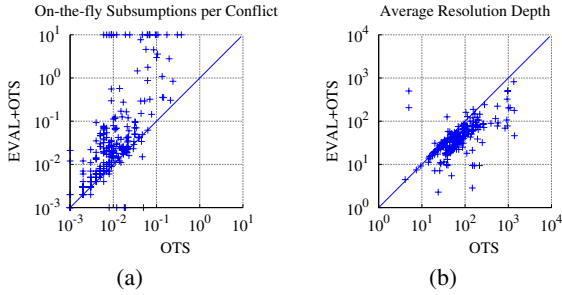 On-the-fly Subsumptions per Conflict
10^1
10^0
10^-1
10^-2
10^-3
EVAL+OTS
10^-3 10^-2 10^-1 10^0 10^1
OTS
(a)
Average Resolution Depth
10^4
10^3
10^2
10^1
10^0
EVAL+OTS
10^0 10^1 10^2 10^3 10^4
OTS
(b)